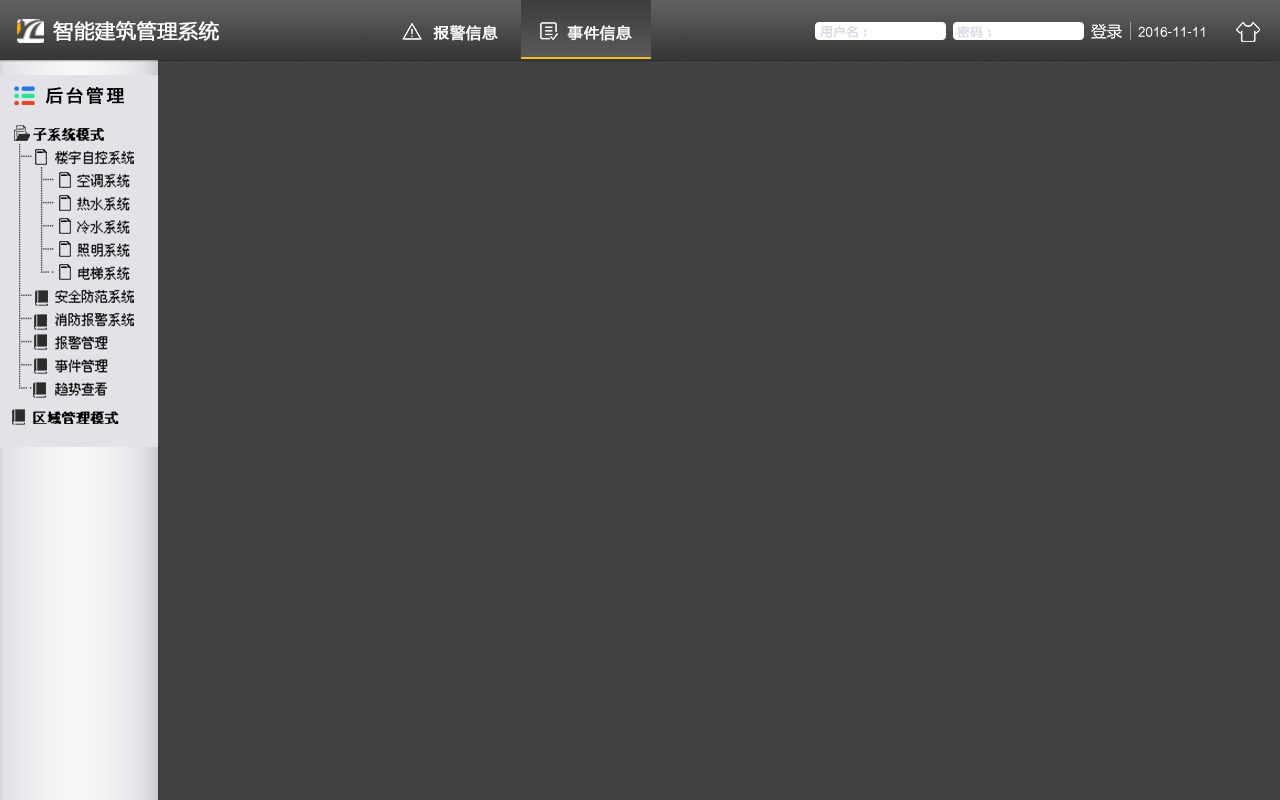 智能建筑管理系统
报警信息
事件信息
用户名：
密码：
登录
2016-11-11
后台管理
子系统模式
楼宇自控系统
空调系统
热水系统
冷水系统
照明系统
电梯系统
安全防范系统
消防报警系统
报警管理
事件管理
趋势查看
区域管理模式